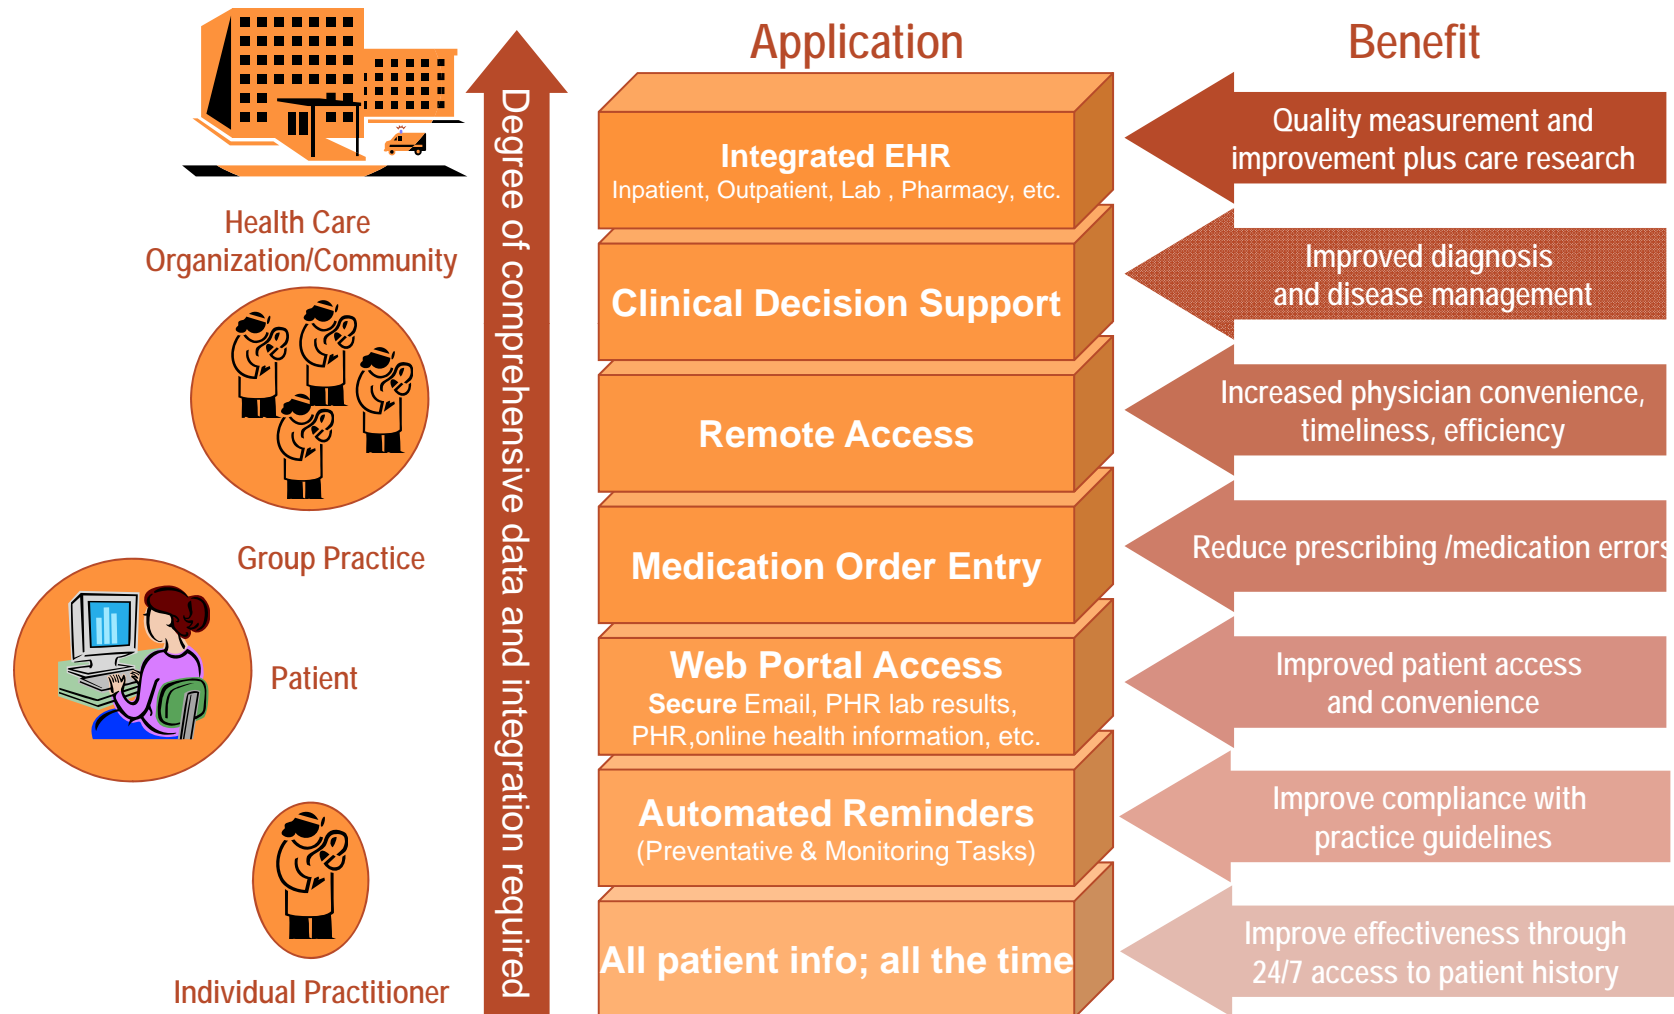 Application
Benefit
Degree of comprehensive data and integration required
Health Care
Organization/Community
Group Practice
Patient
Individual Practitioner
Integrated EHR
Inpatient, Outpatient, Lab , Pharmacy, etc.
Quality measurement and
improvement plus care research
Clinical Decision Support
Improved diagnosis
and disease management
Remote Access
Increased physician convenience,
timeliness, efficiency
Medication Order Entry
Reduce prescribing /medication errors
Web Portal Access
Secure Email, PHR lab results,
PHR,online health information, etc.
Improved patient access
and convenience
Automated Reminders
(Preventative & Monitoring Tasks)
Improve compliance with
practice guidelines
All patient info; all the time
Improve effectiveness through
24/7 access to patient history